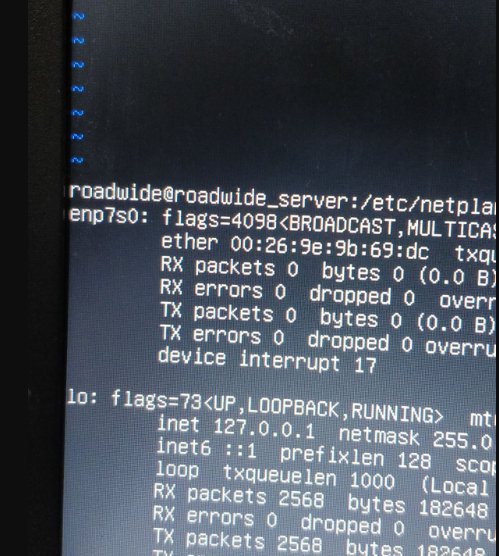 ~
~
~
~
~
~
~
roadwide@roadwide_server:/etc/netpla
enp7s0: flags=4098<BROADCAST,MULTICAS
ether 00:26:9e:9b:69:dc txqu
RX packets 0 bytes 0 (0.0 B)
RX errors 0 dropped 0 overr
TX packets 0 bytes 0 (0.0 B)
TX errors 0 dropped 0 overru
device interrupt 17
lo: flags=73<UP,LOOPBACK,RUNNING> mt
inet 127.0.0.1 netmask 255.0
inet6 ::1 prefixlen 128 scop
loop txqueuelen 1000 (Local
RX packets 2568 bytes 182648
RX errors 0 dropped 0 overr
TX packets 2568 bytes 182648
TX